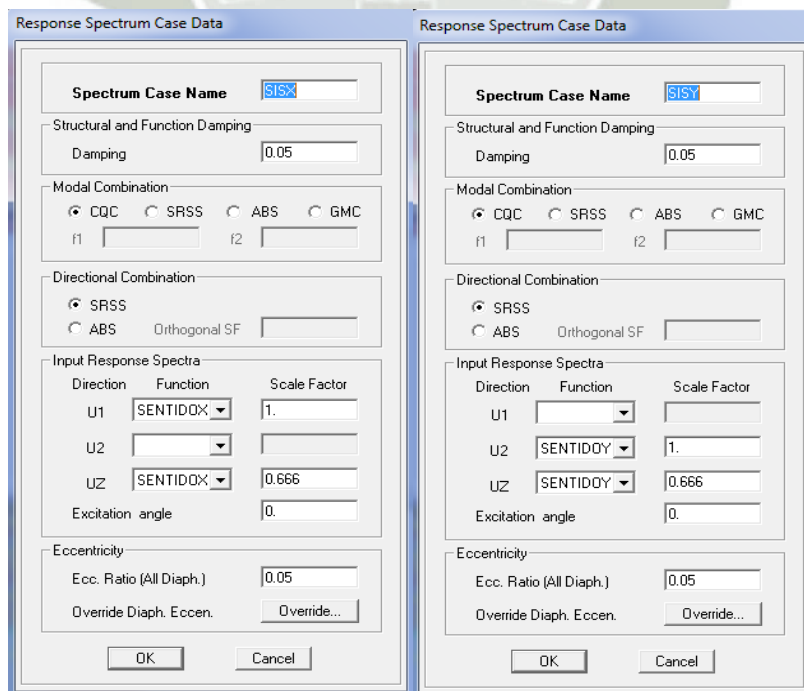 Response Spectrum Case Data
Spectrum Case Name SISX
Structural and Function Damping
Damping 0.05
Modal Combination
CQC SRSS ABS GMC
f1 f2
Directional Combination
SRSS
ABS Orthogonal SF
Input Response Spectra
Direction Function Scale Factor
U1 SENTIDOX 1.
U2
UZ SENTIDOX 0.666
Excitation angle 0.
Eccentricity
Ecc. Ratio (All Diaph.) 0.05
Override Diaph. Eccen. Override...
OK Cancel
Response Spectrum Case Data
Spectrum Case Name SISY
Structural and Function Damping
Damping 0.05
Modal Combination
CQC SRSS ABS GMC
f1 f2
Directional Combination
SRSS
ABS Orthogonal SF
Input Response Spectra
Direction Function Scale Factor
U1
U2 SENTIDOY 1.
UZ SENTIDOY 0.666
Excitation angle 0.
Eccentricity
Ecc. Ratio (All Diaph.) 0.05
Override Diaph. Eccen. Override...
OK Cancel